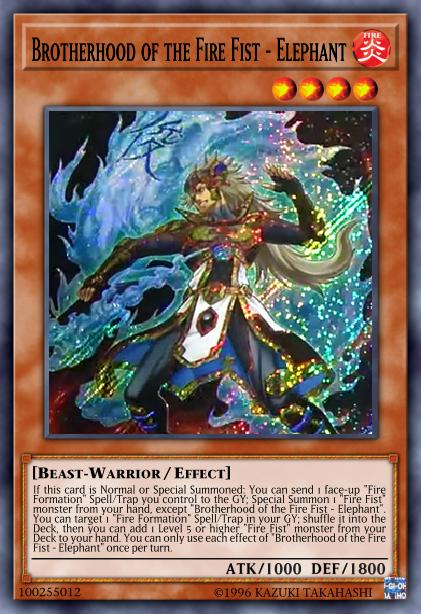 BROTHERHOOD OF THE FIRE FIST - ELEPHANT
FIRE
炎
[BEAST-WARRIOR / EFFECT]
If this card is Normal or Special Summoned: You can send 1 face-up "Fire
Formation" Spell/Trap you control to the GY; Special Summon 1 "Fire Fist"
monster from your hand, except "Brotherhood of the Fire Fist - Elephant".
You can target 1 "Fire Formation" Spell/Trap in your GY; shuffle it into the
Deck, then you can add 1 Level 5 or higher "Fire Fist" monster from your
Deck to your hand. You can only use each effect of "Brotherhood of the Fire
Fist - Elephant" once per turn.
ATK/1000 DEF/1800
100255012
©1996 KAZUKI TAKAHASHI